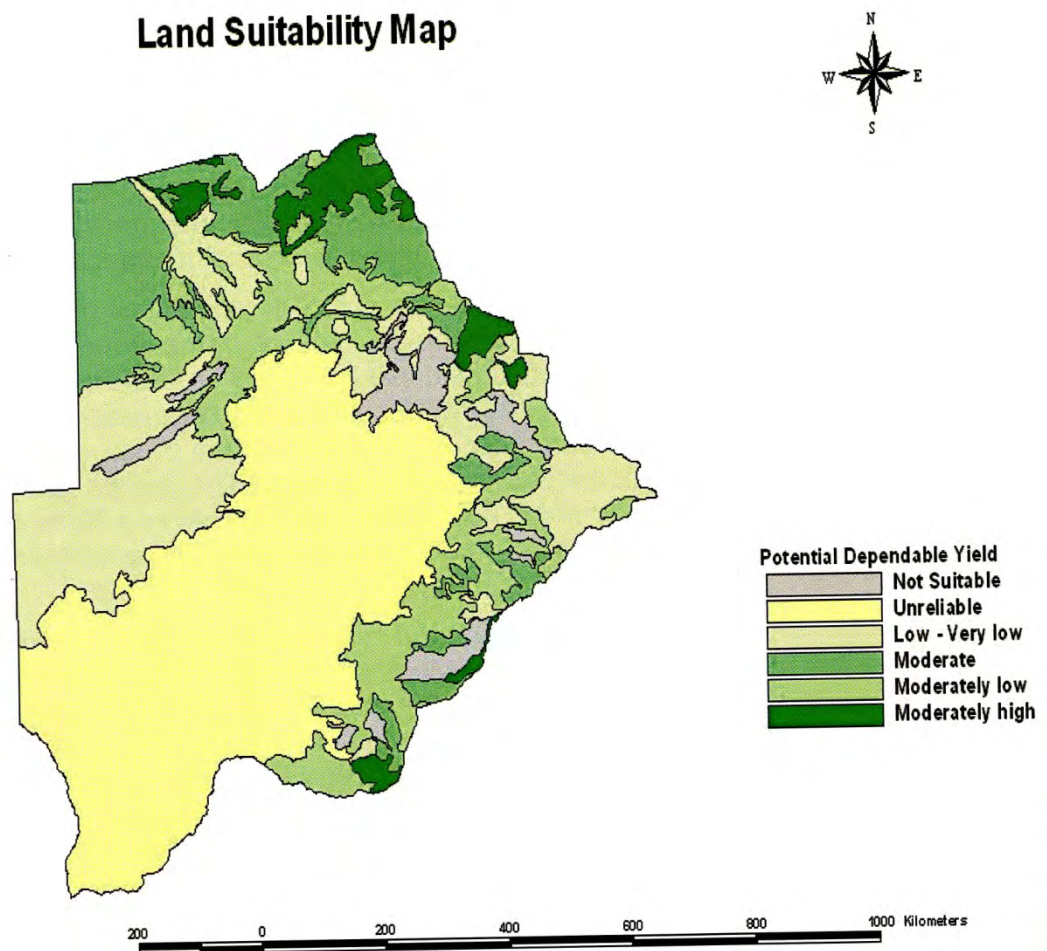 Land Suitability Map
N
W E
S
Potential Dependable Yield
Not Suitable
Unreliable
Low - Very low
Moderate
Moderately low
Moderately high
200 0 200 400 600 800 1000 Kilometers